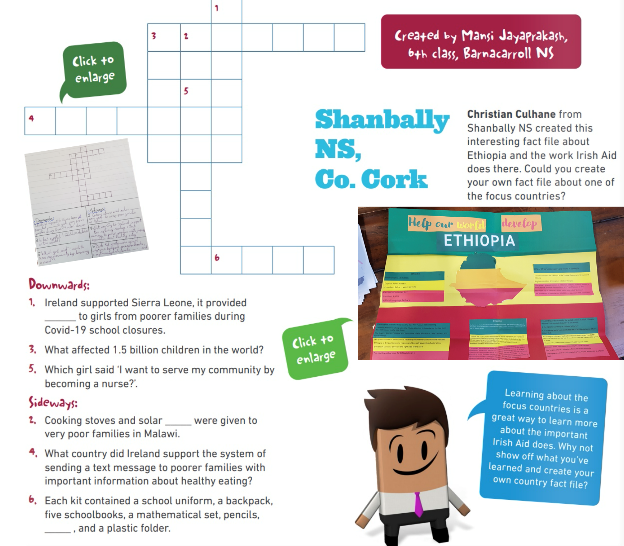 1
3
2
5
4
6
Click to
enlarge
Created by Mansi Jayaprakash,
6th class, Barnacarroll NS
Shanbally
NS,
Co. Cork
Christian Culhane from
Shanbally NS created this
interesting fact file about
Ethiopia and the work Irish Aid
does there. Could you create
your own fact file about one of
the focus countries?
Help our world develop
ETHIOPIA
Downwards:
1. Ireland supported Sierra Leone, it provided
_____ to girls from poorer families during
Covid-19 school closures.
3. What affected 1.5 billion children in the world?
5. Which girl said 'I want to serve my community by
becoming a nurse?'.
Sideways:
2. Cooking stoves and solar _____ were given to
very poor families in Malawi.
4. What country did Ireland support the system of
sending a text message to poorer families with
important information about healthy eating?
6. Each kit contained a school uniform, a backpack,
five schoolbooks, a mathematical set, pencils,
_____ , and a plastic folder.
Click to
enlarge
Learning about the
focus countries is a
great way to learn more
about the important
Irish Aid does. Why not
show off what you've
learned and create your
own country fact file?